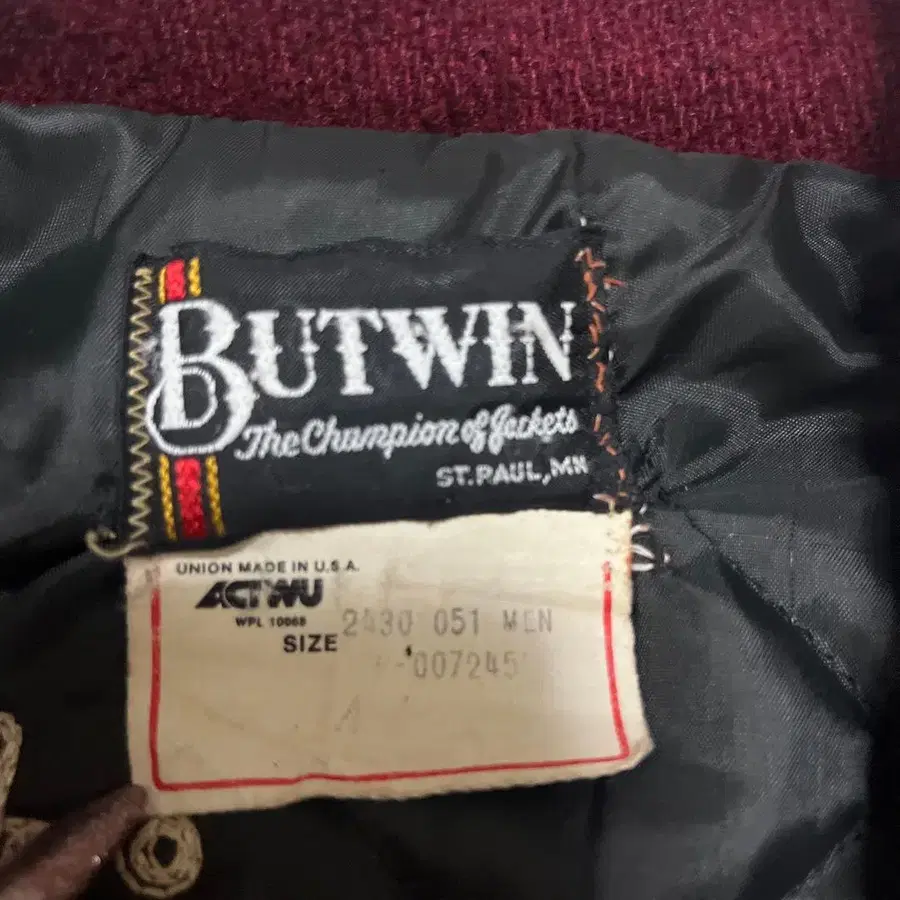 BUTWIN
The Champion of Jackets
ST. PAUL, MN
UNION MADE IN U.S.A.
ACTWU
WPL 10068
SIZE 2430 051 MEN
007245